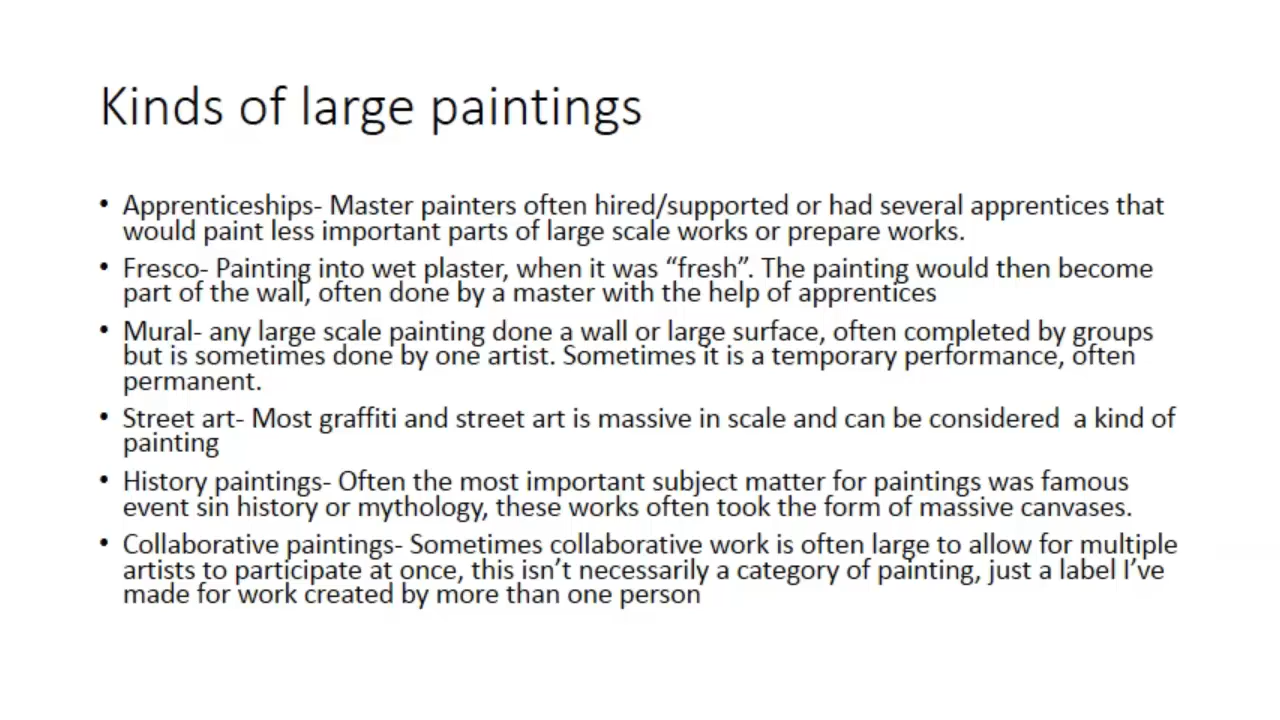 Kinds of large paintings
• Apprenticeships- Master painters often hired/supported or had several apprentices that
would paint less important parts of large scale works or prepare works.
• Fresco- Painting into wet plaster, when it was “fresh”. The painting would then become
part of the wall, often done by a master with the help of apprentices
• Mural- any large scale painting done a wall or large surface, often completed by groups
but is sometimes done by one artist. Sometimes it is a temporary performance, often
permanent.
• Street art- Most graffiti and street art is massive in scale and can be considered  a kind of
painting
• History paintings- Often the most important subject matter for paintings was famous
event sin history or mythology, these works often took the form of massive canvases.
• Collaborative paintings- Sometimes collaborative work is often large to allow for multiple
artists to participate at once, this isn’t necessarily a category of painting, just a label I’ve
made for work created by more than one person